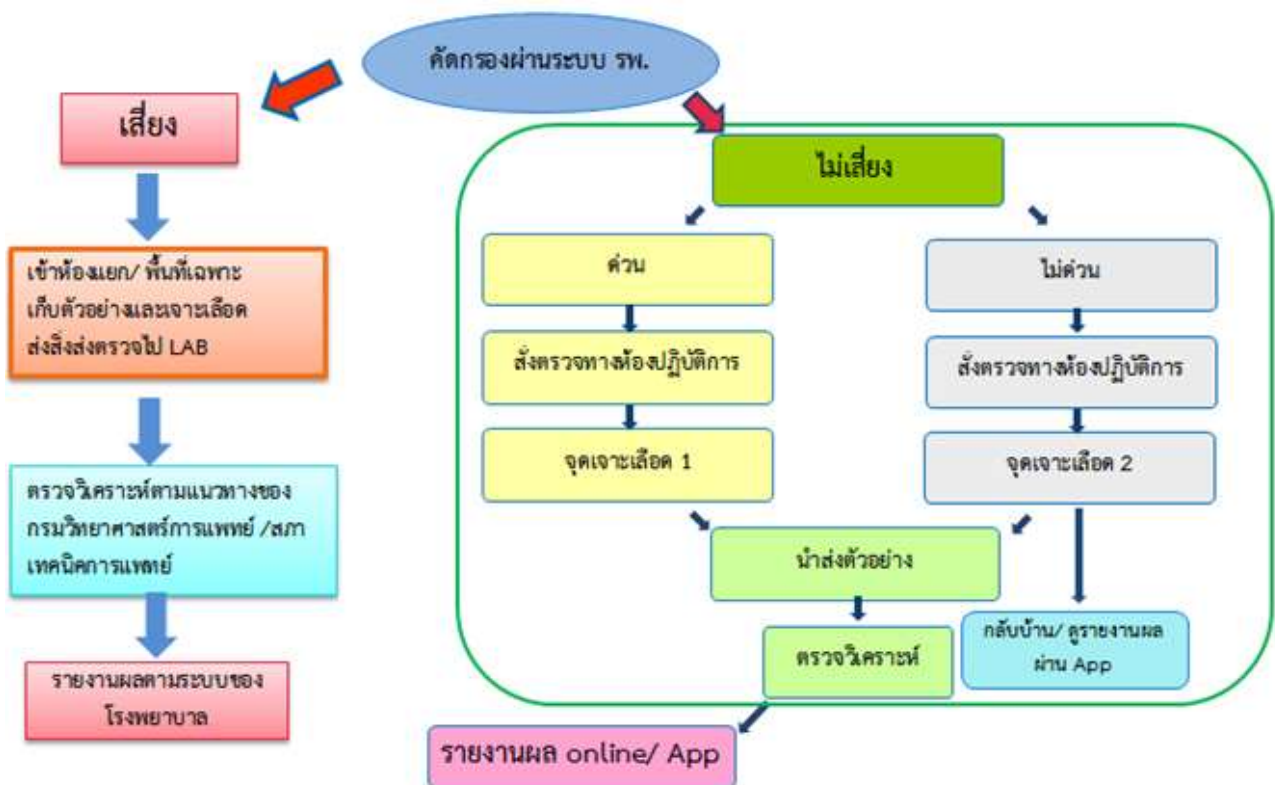 คัดกรองผ่านระบบ รพ.
เสี่ยง
เข้าห้องแยก/ พื้นที่เฉพาะ
เก็บตัวอย่างและเจาะเลือด
ส่งสิ่งส่งตรวจไป LAB
ตรวจวิเคราะห์ตามแนวทางของ
กรมวิทยาศาสตร์การแพทย์ /สภา
เทคนิคการแพทย์
รายงานผลตามระบบของ
โรงพยาบาล
ไม่เสี่ยง
ด่วน
สั่งตรวจทางห้องปฏิบัติการ
จุดเจาะเลือด 1
ไม่ด่วน
สั่งตรวจทางห้องปฏิบัติการ
จุดเจาะเลือด 2
นำส่งตัวอย่าง
ตรวจวิเคราะห์
กลับบ้าน/ ดูรายงานผล
ผ่าน App
รายงานผล online/ App